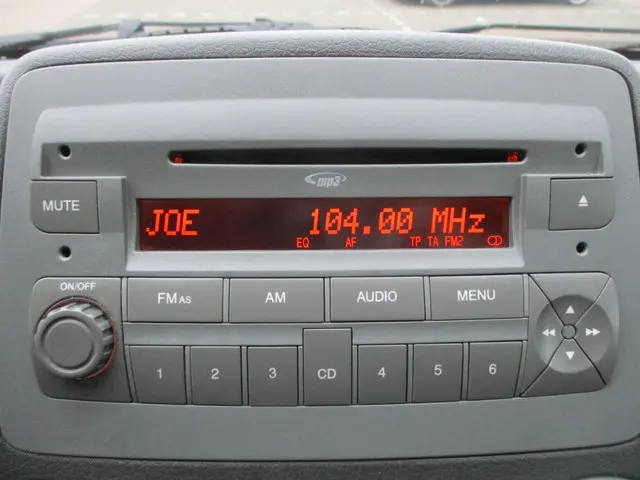 mp3
MUTE
JOE 104.00 MHz
EQ AF TP TA FM2
ON/OFF
FM AS AM AUDIO MENU
1 2 3 CD 4 5 6